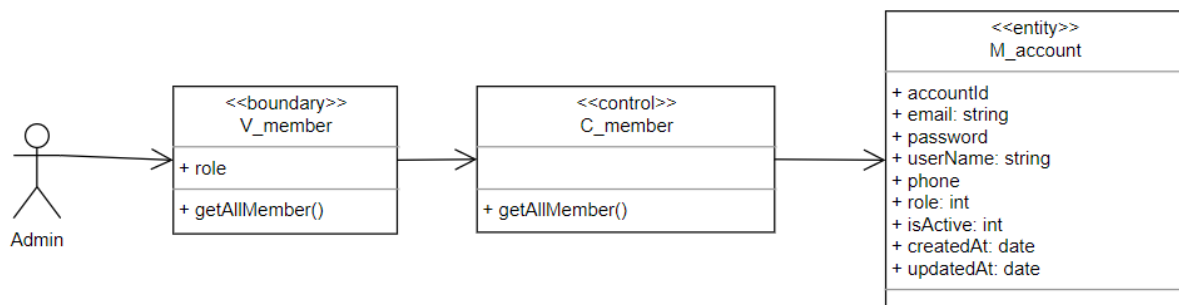 Admin
<<boundary>>
V_member
+ role
+ getAllMember()
<<control>>
C_member
+ getAllMember()
<<entity>>
M_account
+ accountId
+ email: string
+ password
+ userName: string
+ phone
+ role: int
+ isActive: int
+ createdAt: date
+ updatedAt: date